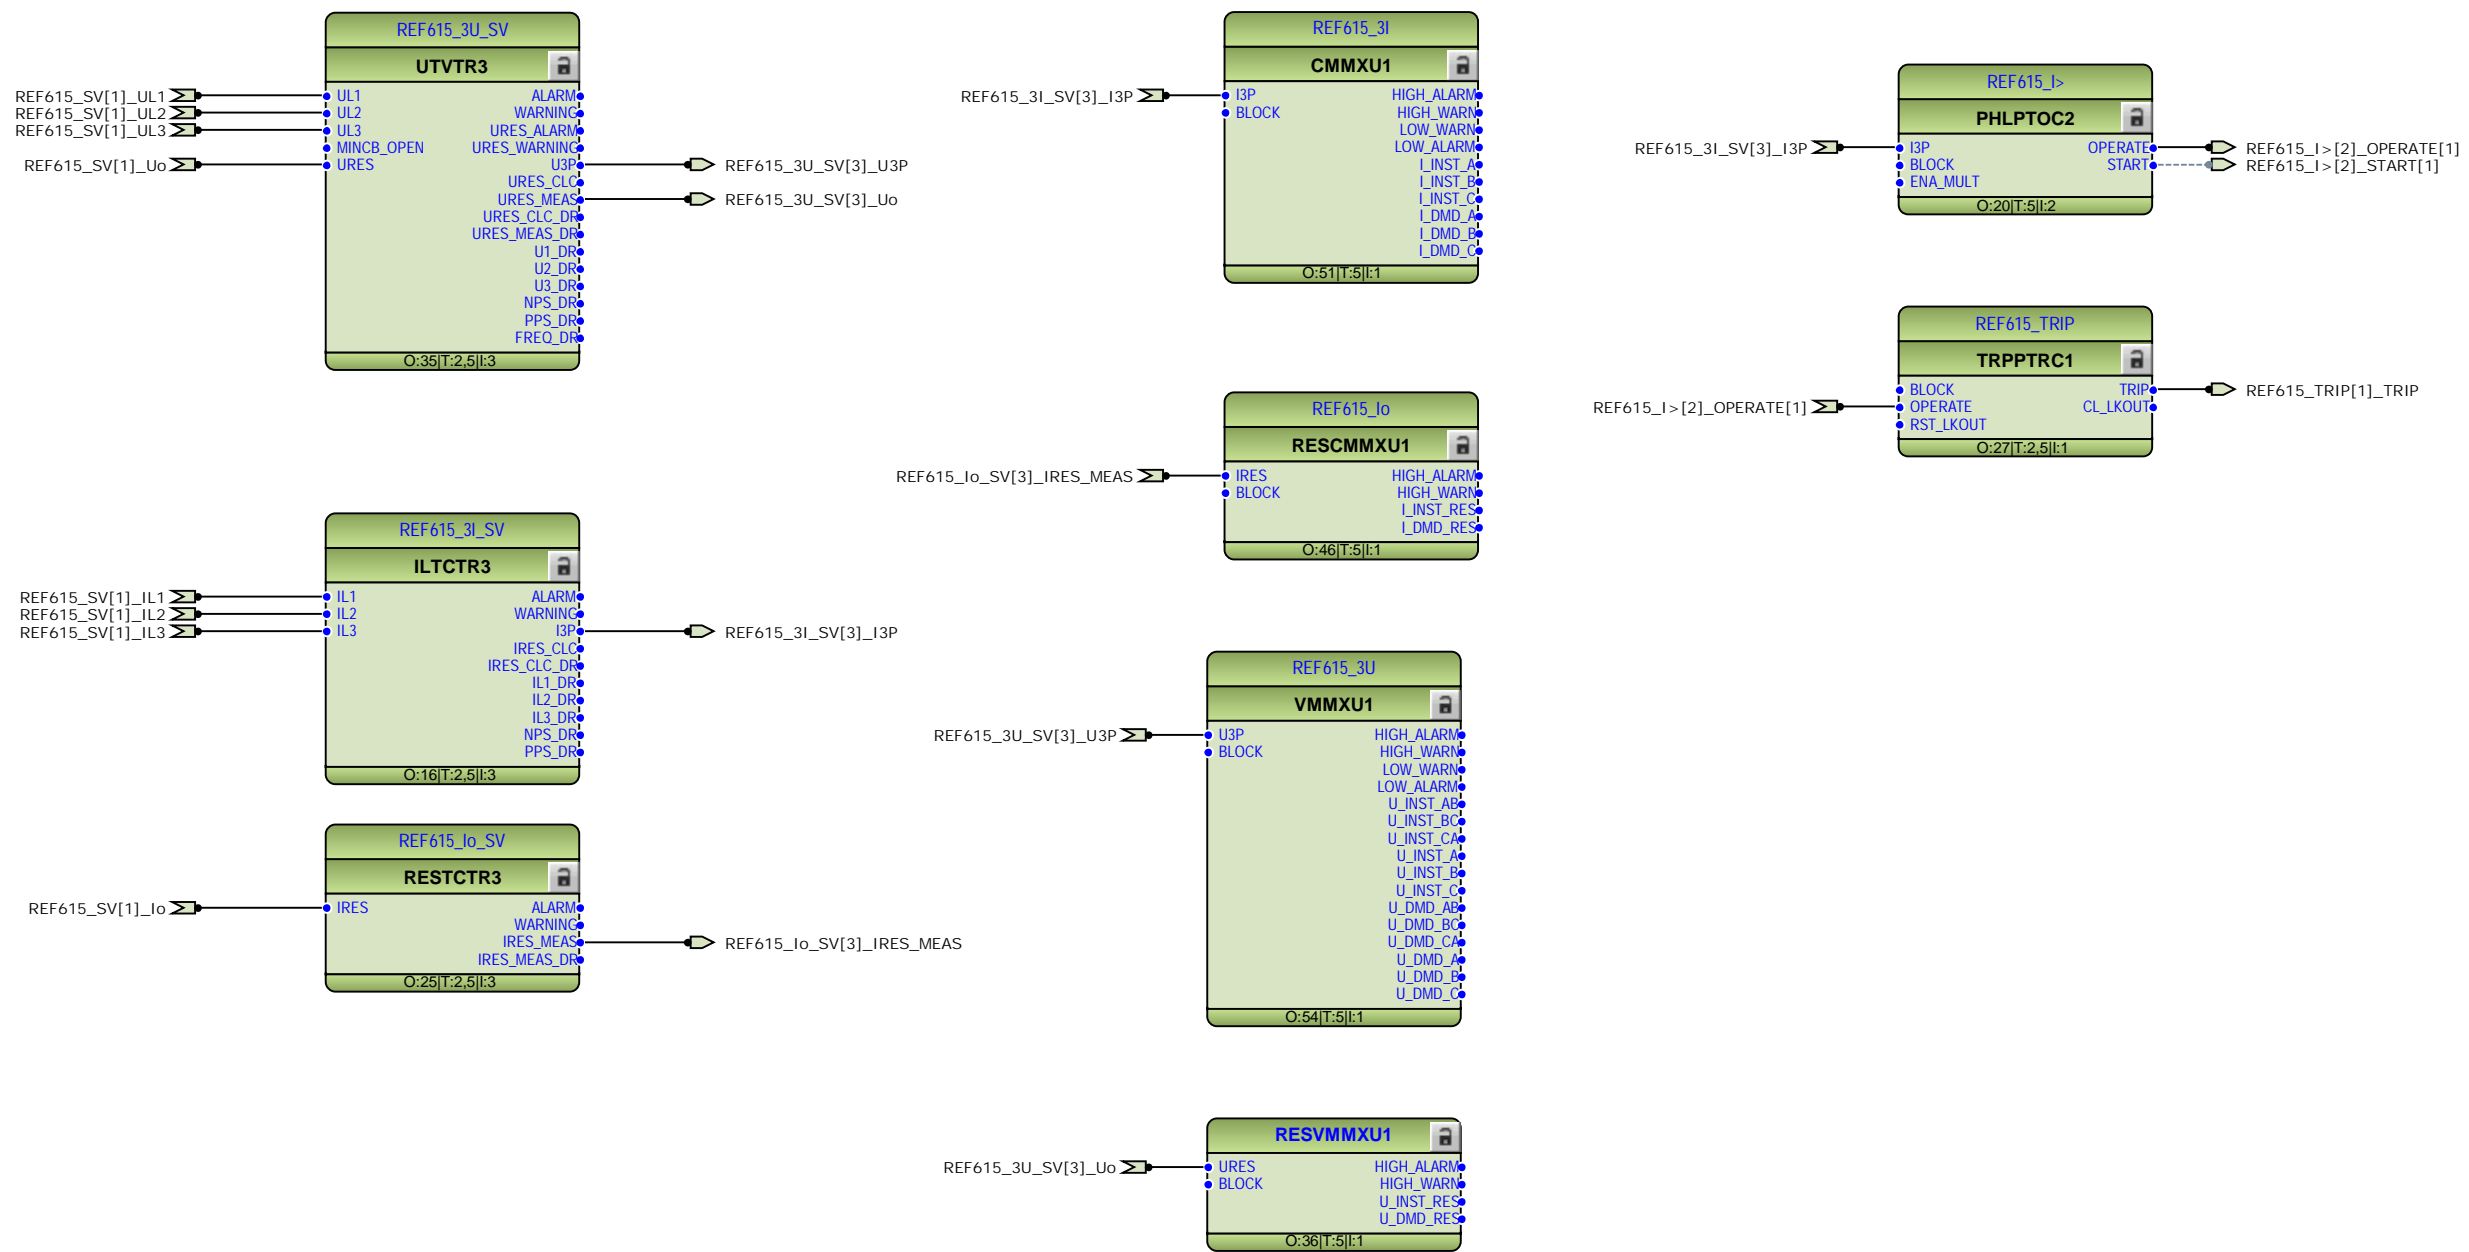 REF615_3U_SV
UTVTR3
REF615_SV[1]_UL1
REF615_SV[1]_UL2
REF615_SV[1]_UL3
REF615_SV[1]_Uo
UL1
UL2
UL3
MINCB_OPEN
URES
ALARM
WARNING
URES_ALARM
URES_WARNING
U3P
URES_CLC
URES_MEAS
URES_CLC_DR
URES_MEAS_DR
U1_DR
U2_DR
U3_DR
NPS_DR
PPS_DR
FREQ_DR
REF615_3U_SV[3]_U3P
REF615_3U_SV[3]_Uo
O:35|T:2,5|I:3
REF615_3I_SV
ILTCTR3
REF615_SV[1]_IL1
REF615_SV[1]_IL2
REF615_SV[1]_IL3
IL1
IL2
IL3
ALARM
WARNING
I3P
IRES_CLC
IRES_CLC_DR
IL1_DR
IL2_DR
IL3_DR
NPS_DR
PPS_DR
REF615_3I_SV[3]_I3P
O:16|T:2,5|I:3
REF615_Io_SV
RESTCTR3
REF615_SV[1]_Io
IRES
ALARM
WARNING
IRES_MEAS
IRES_MEAS_DR
REF615_Io_SV[3]_IRES_MEAS
O:25|T:2,5|I:3
REF615_3I
CMMXU1
REF615_3I_SV[3]_I3P
I3P
BLOCK
HIGH_ALARM
HIGH_WARN
LOW_WARN
LOW_ALARM
I_INST_A
I_INST_B
I_INST_C
I_DMD_A
I_DMD_B
I_DMD_C
O:51|T:5|I:1
REF615_Io
RESCMMXU1
REF615_Io_SV[3]_IRES_MEAS
IRES
BLOCK
HIGH_ALARM
HIGH_WARN
I_INST_RES
I_DMD_RES
O:46|T:5|I:1
REF615_3U
VMMXU1
REF615_3U_SV[3]_U3P
U3P
BLOCK
HIGH_ALARM
HIGH_WARN
LOW_WARN
LOW_ALARM
U_INST_AB
U_INST_BC
U_INST_CA
U_INST_A
U_INST_B
U_INST_C
U_DMD_AB
U_DMD_BC
U_DMD_CA
U_DMD_A
U_DMD_B
U_DMD_C
O:54|T:5|I:1
RESVMMXU1
REF615_3U_SV[3]_Uo
URES
BLOCK
HIGH_ALARM
HIGH_WARN
U_INST_RES
U_DMD_RES
O:36|T:5|I:1
REF615_I>
PHLPTOC2
REF615_3I_SV[3]_I3P
I3P
BLOCK
ENA_MULT
OPERATE
START
REF615_I>[2]_OPERATE[1]
REF615_I>[2]_START[1]
O:20|T:5|I:2
REF615_TRIP
TRPPTRC1
REF615_I>[2]_OPERATE[1]
BLOCK
OPERATE
RST_LKOUT
TRIP
CL_LKOUT
REF615_TRIP[1]_TRIP
O:27|T:2,5|I:1